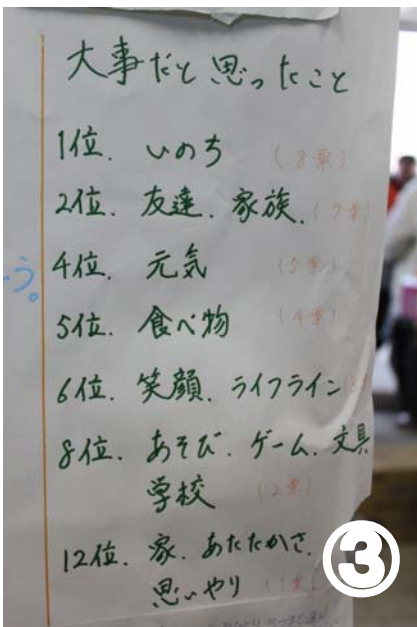 大事だと思ったこと
1位. いのち (8票)
2位. 友達. 家族. (7票)
4位. 元気 (5票)
う。
5位. 食べ物 (4票)
6位. 笑顔. ライフライン
8位. あそび. ゲーム. 文具
学校 (2票)
12位. 家. あたたかさ.
思いやり (1票)
③